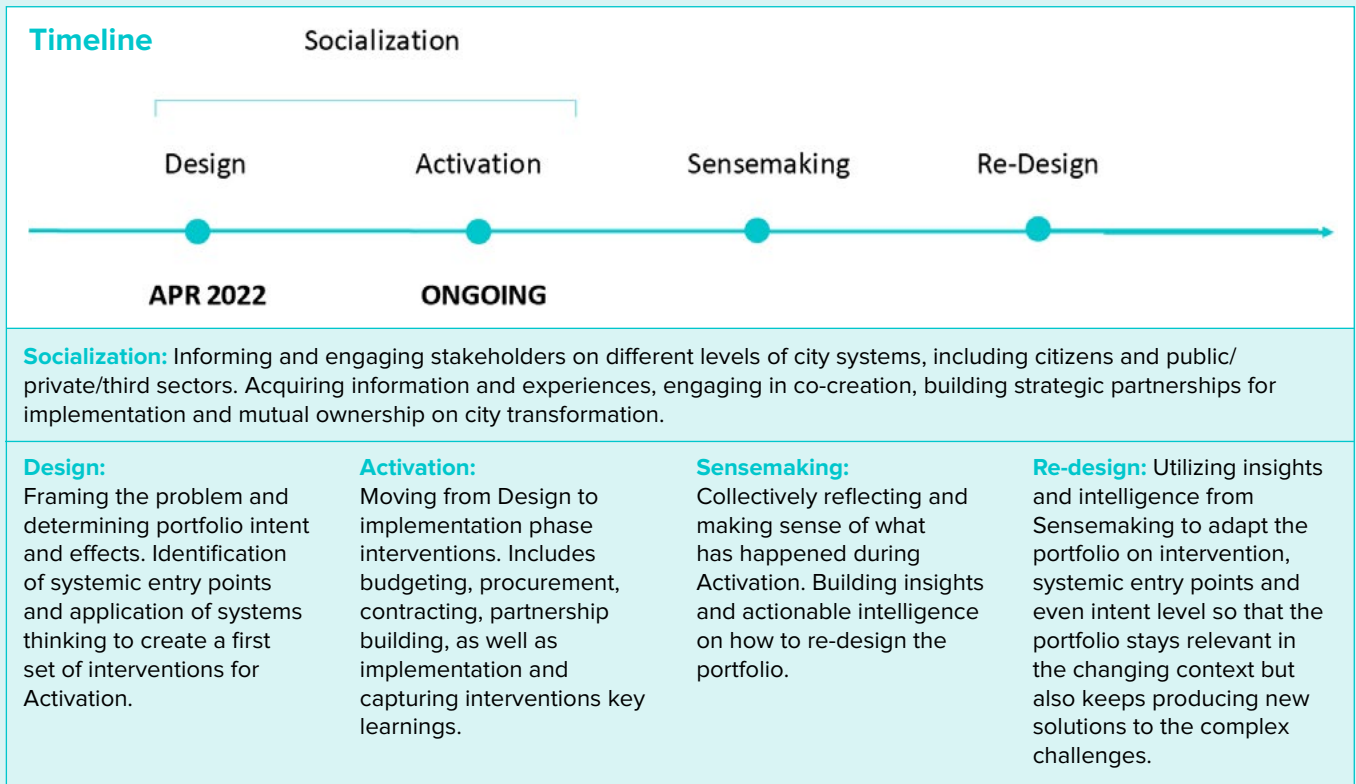 Timeline
Socialization
Design
Activation
Sensemaking
Re-Design
APR 2022
ONGOING
Socialization: Informing and engaging stakeholders on different levels of city systems, including citizens and public/
private/third sectors. Acquiring information and experiences, engaging in co-creation, building strategic partnerships for
implementation and mutual ownership on city transformation.
Design:
Framing the problem and
determining portfolio intent
and effects. Identification
of systemic entry points
and application of systems
thinking to create a first
set of interventions for
Activation.
Activation:
Moving from Design to
implementation phase
interventions. Includes
budgeting, procurement,
contracting, partnership
building, as well as
implementation and
capturing interventions key
learnings.
Sensemaking:
Collectively reflecting and
making sense of what
has happened during
Activation. Building insights
and actionable intelligence
on how to re-design the
portfolio.
Re-design: Utilizing insights
and intelligence from
Sensemaking to adapt the
portfolio on intervention,
systemic entry points and
even intent level so that the
portfolio stays relevant in
the changing context but
also keeps producing new
solutions to the complex
challenges.